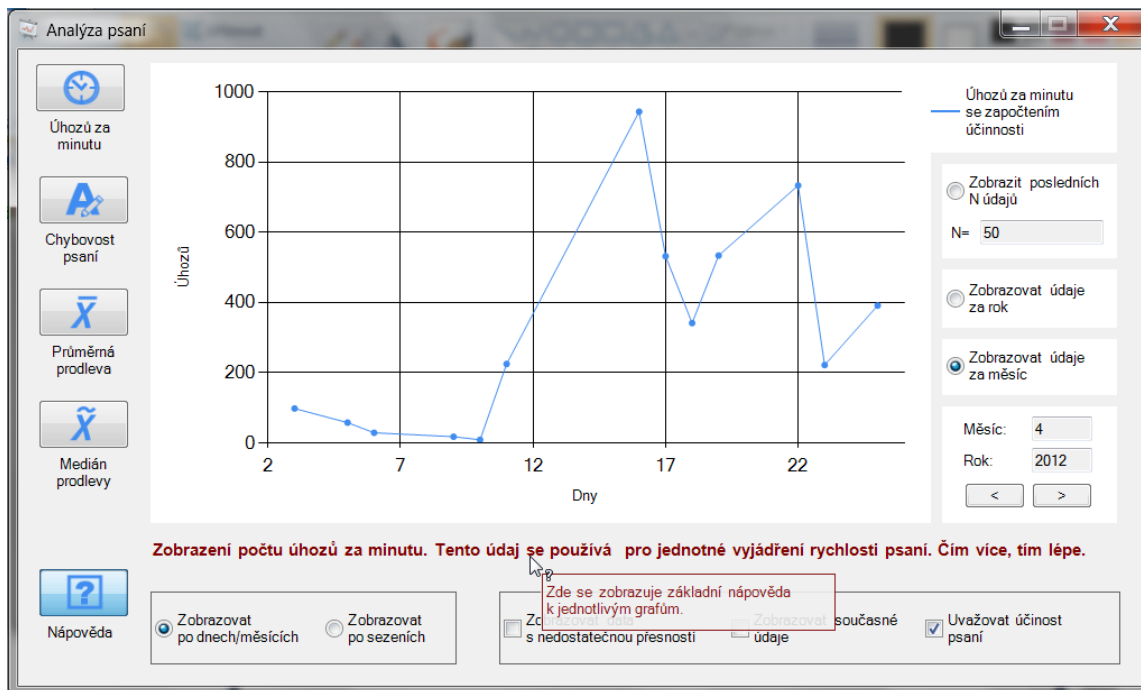 Analýza psaní
Úhozů za
minutu
Chybovost
psaní
X
Průměrná
prodleva
X
Medián
prodlevy
?
Nápověda
1000
800
600
400
200
0
Úhozů
2 7 12 17 22
Dny
Úhozů za minutu
se započtením
účinnosti
Zobrazit posledních
N údajů
N= 50
Zobrazovat údaje
za rok
Zobrazovat údaje
za měsíc
Měsíc: 4
Rok: 2012
< >
Zobrazení počtu úhozů za minutu. Tento údaj se používá pro jednotné vyjádření rychlosti psaní. Čím více, tím lépe.
Zde se zobrazuje základní nápověda
k jednotlivým grafům.
Zobrazovat
po dnech/měsících
Zobrazovat
po sezeních
Zobrazovat data
s nedostatečnou přesností
Zobrazovat současné
údaje
Uvažovat účinost
psaní